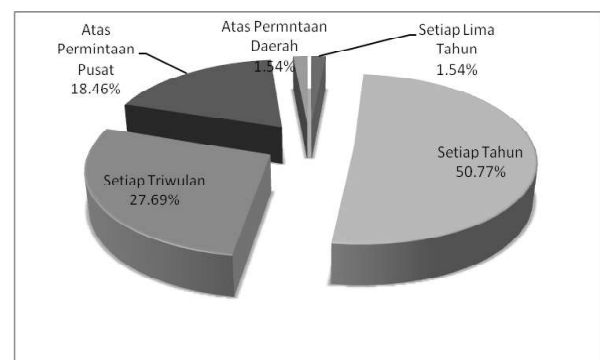 Atas
Permintaan
Pusat
18.46%
Atas Permntaan
Daerah
1.54%
Setiap Lima
Tahun
1.54%
Setiap Tahun
50.77%
Setiap Triwulan
27.69%